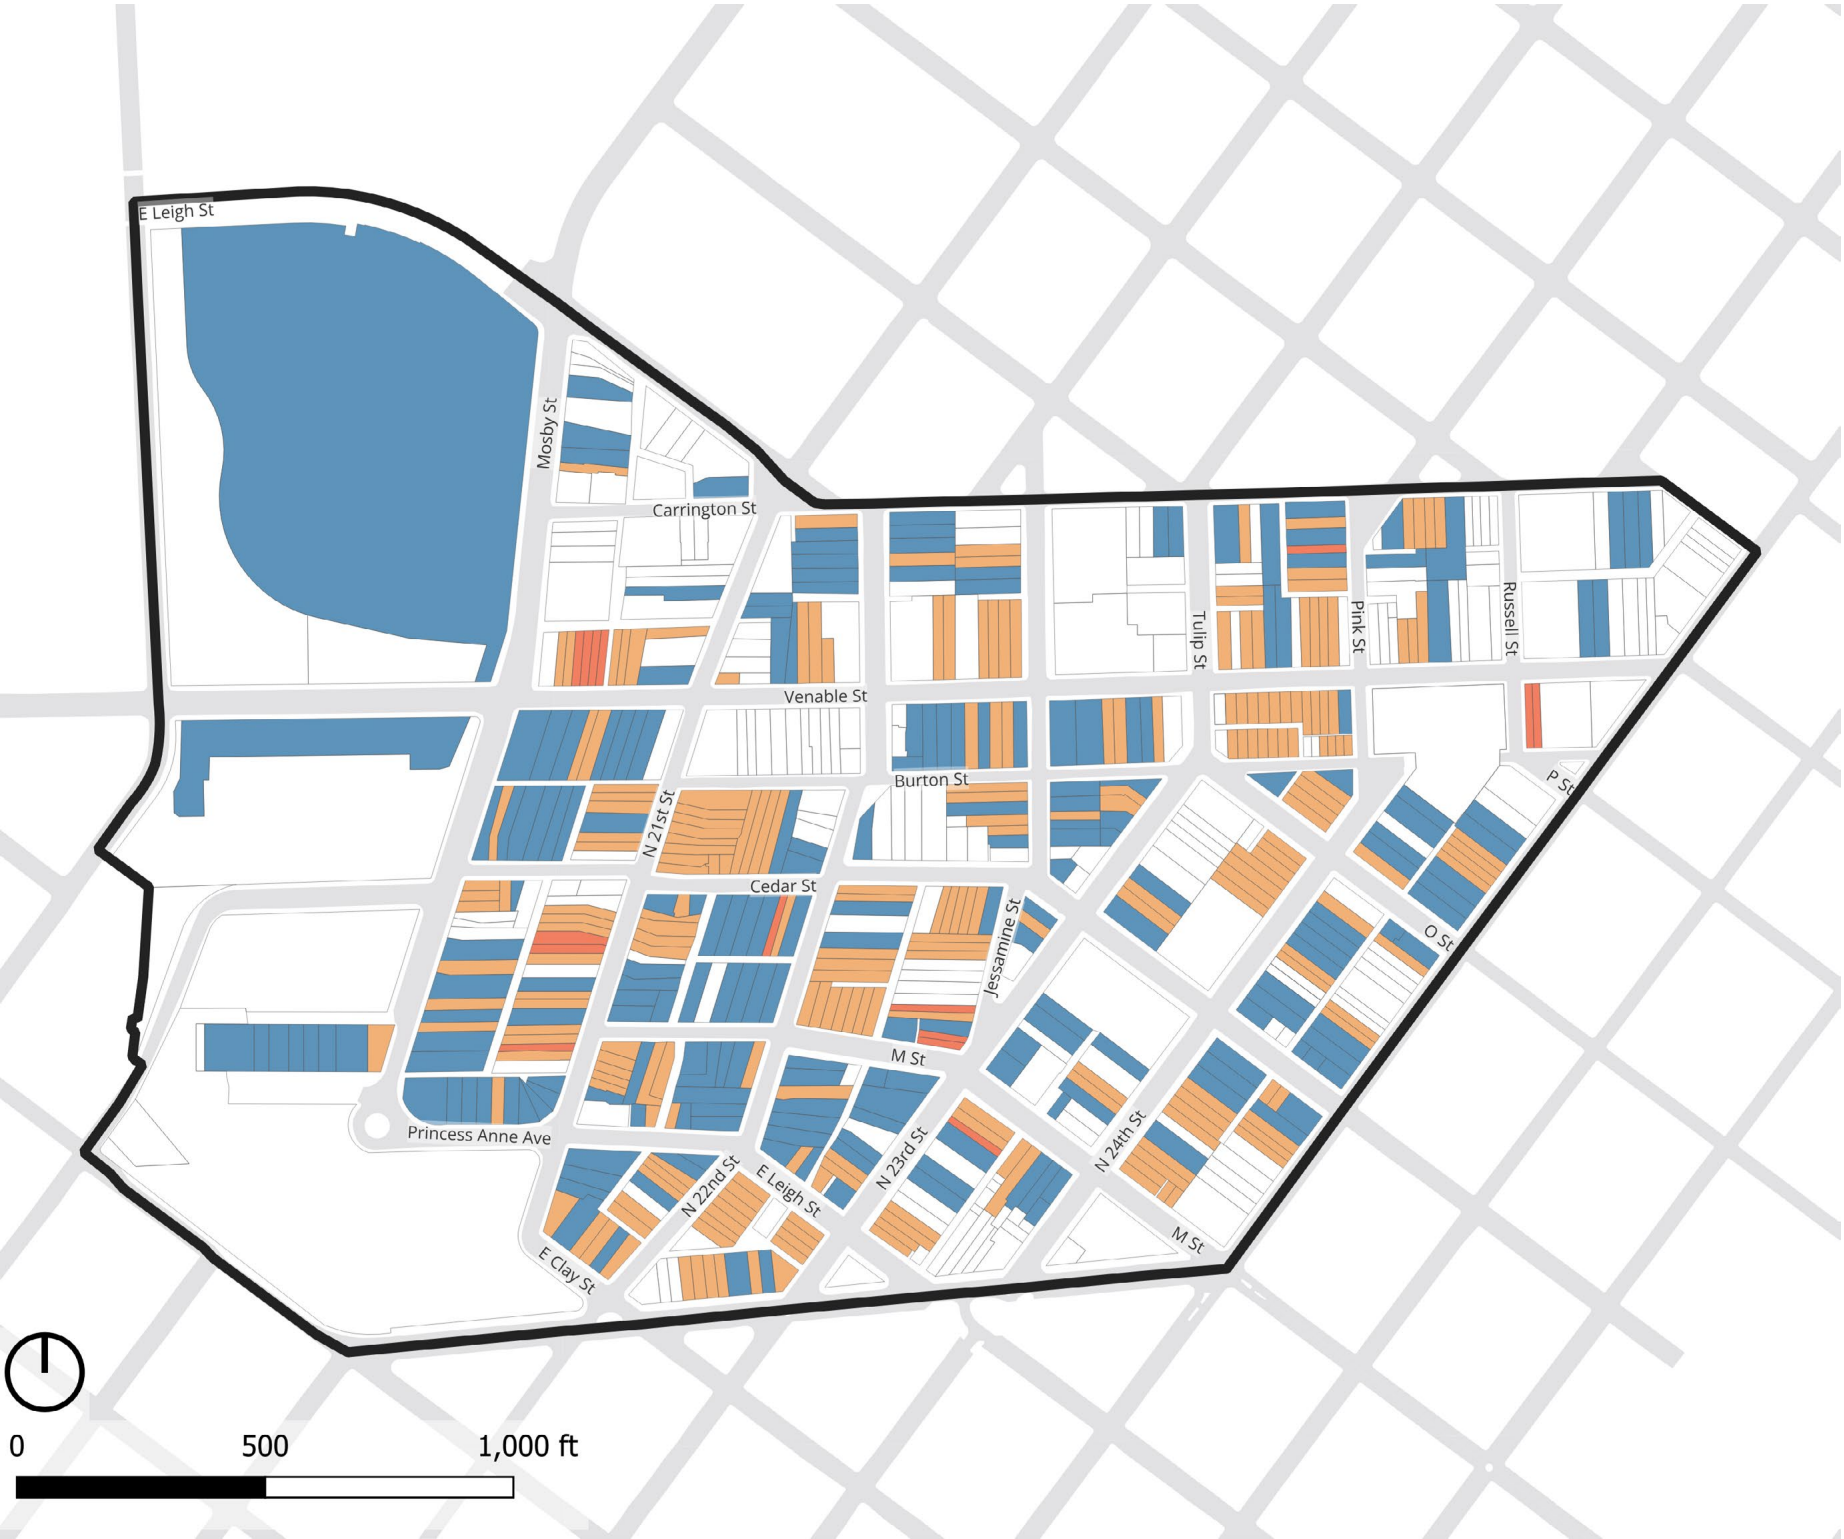 E Leigh St
Mosby St
Carrington St
Tulip St
Pink St
Russell St
Venable St
Burton St
P St
N 21st St
Cedar St
Jessamine St
O St
M St
Princess Anne Ave
N 24th St
N 23rd St
N 22nd St
E Leigh St
M St
E Clay St
0 500 1,000 ft